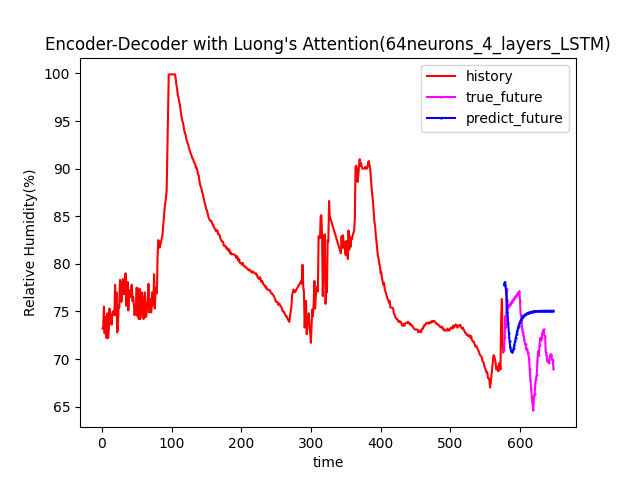 Encoder-Decoder with Luong's Attention(64neurons_4_layers_LSTM)
history
true_future
predict_future
Relative Humidity(%)
100
95
90
85
80
75
70
65
0 100 200 300 400 500 600
time